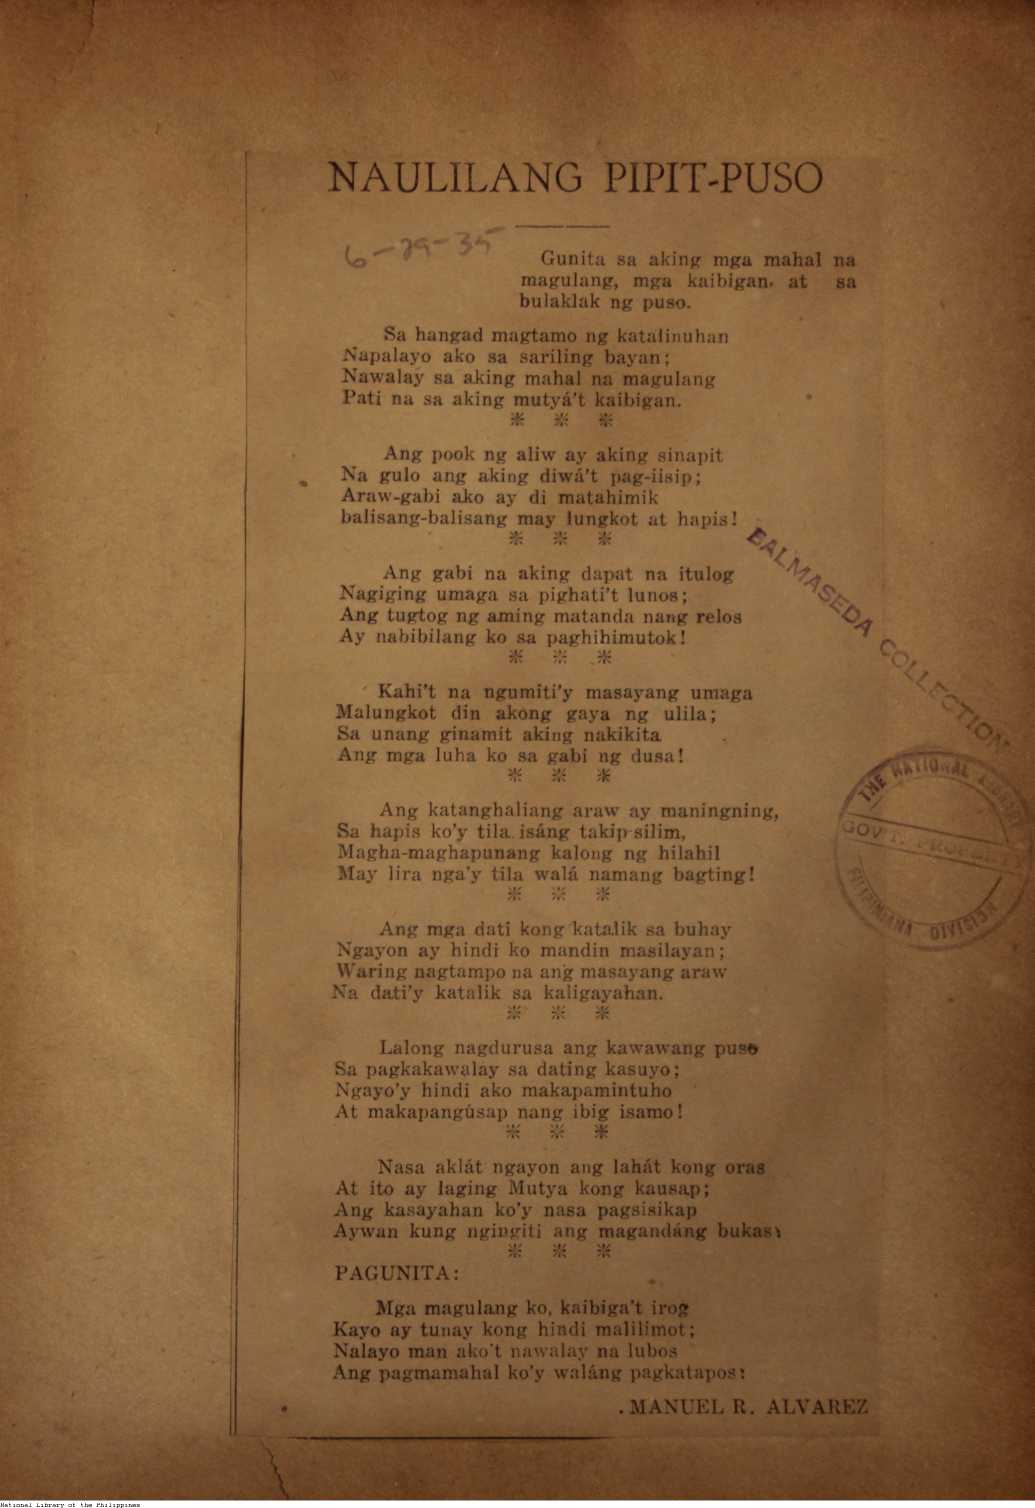 NAULILANG PIPIT-PUSO
6-29-35
Gunita sa aking mga mahal na
magulang, mga kaibigan, at sa
bulaklak ng puso.
Sa hangad magtamo ng katalinuhan
Napalayo ako sa sariling bayan;
Nawalay sa aking mahal na magulang
Pati na sa aking mutyá't kaibigan.
* * *
Ang pook ng aliw ay aking sinapit
Na gulo ang aking diwá't pag-iisip;
Araw-gabi ako ay di matahimik
balisang-balisang may lungkot at hapis!
* * *
Ang gabi na aking dapat na itulog
Nagiging umaga sa pighati't lunos;
Ang tugtog ng aming matanda nang relos
Ay nabibilang ko sa paghihimutok!
* * *
Kahi't na ngumiti'y masayang umaga
Malungkot din akong gaya ng ulila;
Sa unang ginamit aking nakikita
Ang mga luha ko sa gabi ng dusa!
* * *
Ang katanghaliang araw ay maningning,
Sa hapis ko'y tila isáng takip-silim,
Magha-maghapunang kalong ng hilahil
May lira nga'y tila walá namang bagting!
* * *
Ang mga dati kong katalik sa buhay
Ngayon ay hindi ko mandin masilayan;
Waring nagtampo na ang masayang araw
Na dati'y katalik sa kaligayahan.
* * *
Lalong nagdurusa ang kawawang puso
Sa pagkakawalay sa dating kasuyo;
Ngayo'y hindi ako makapamintuho
At makapangúsap nang ibig isamo!
* * *
Nasa aklát ngayon ang lahát kong oras
At ito ay laging Mutya kong kausap;
Ang kasayahan ko'y nasa pagsisikap
Aywan kung ngingiti ang magandáng bukas!
* * *
PAGUNITA:
Mga magulang ko, kaibiga't irog
Kayo ay tunay kong hindi malilimot;
Nalayo man ako't nawalay na lubos
Ang pagmamahal ko'y waláng pagkatapos!
MANUEL R. ALVAREZ
BALMASEDA COLLECTION
THE NATIONAL LIBRARY
GOV'T. PROPERTY
FILIPINIANA DIVISION
National Library of the Philippines